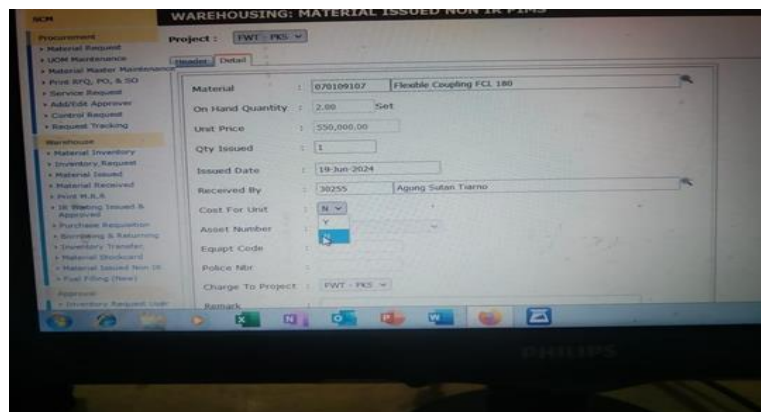 SCM
WAREHOUSING: MATERIAL ISSUED NON IR PIMS
Procurement
Material Request
UOM Maintenance
Material Master Maintenance
Print RFQ, PO, & SO
Service Request
Add/Edit Approver
Control Request
Request Tracking
Warehouse
Material Inventory
Inventory Request
Material Issued
Material Received
Print M.R.R
IR Waiting Issued &
Approved
Purchase Requisition
Borrowing & Returning
Inventory Transfer
Material Stockcard
Material Issued Non IR
Fuel Filling (New)
Approval
Inventory Request User
Project : FWT - PKS
Header Detail
Material : 070109107 Flexible Coupling FCL 180
On Hand Quantity : 2.00 Set
Unit Price : 550,000.00
Qty Issued : 1
Issued Date : 19-Jun-2024
Received By : 30255 Agung Sutan Tiarno
Cost For Unit : N
Y
N
Asset Number :
Equipt Code :
Police Nbr :
Charge To Project : FWT - PKS
Remark :
PHILIPS